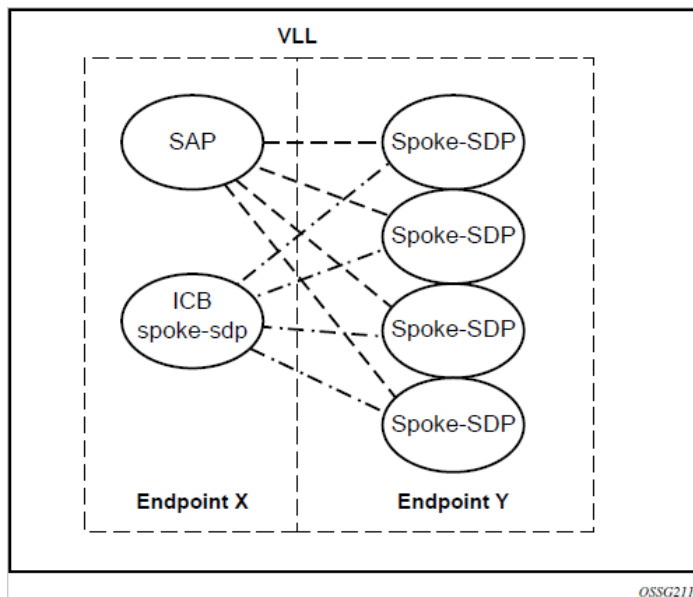 VLL
SAP
Spoke-SDP
Spoke-SDP
ICB
spoke-sdp
Spoke-SDP
Spoke-SDP
Endpoint X
Endpoint Y
OSSG211